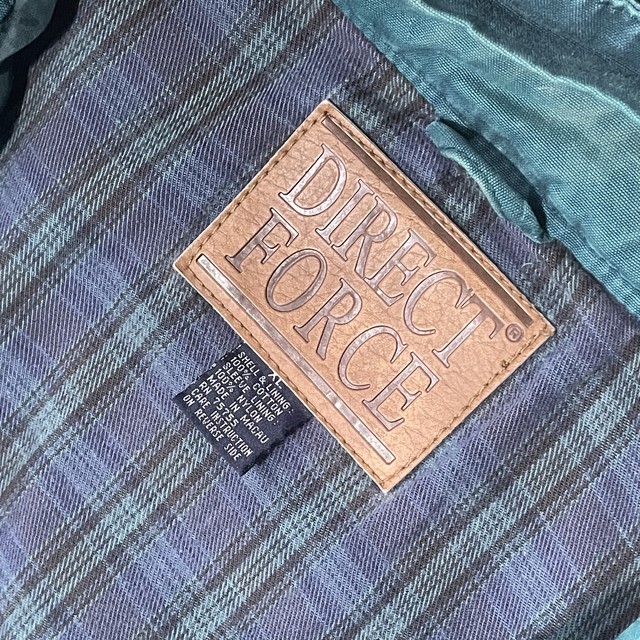 DIRECT
FORCE®
XL
SHELL & LINING:
100% COTTON
SLEEVE LINING:
100% NYLON
MADE IN MACAU
RN 75755
CARE INSTRUCTION
ON REVERSE SIDE